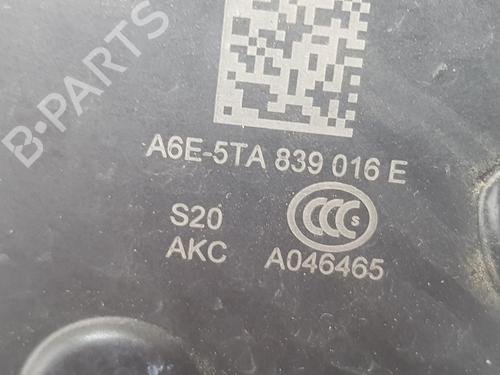 B-PARTS
A6E-5TA 839 016 E
S20
CCC S
AKC A046465